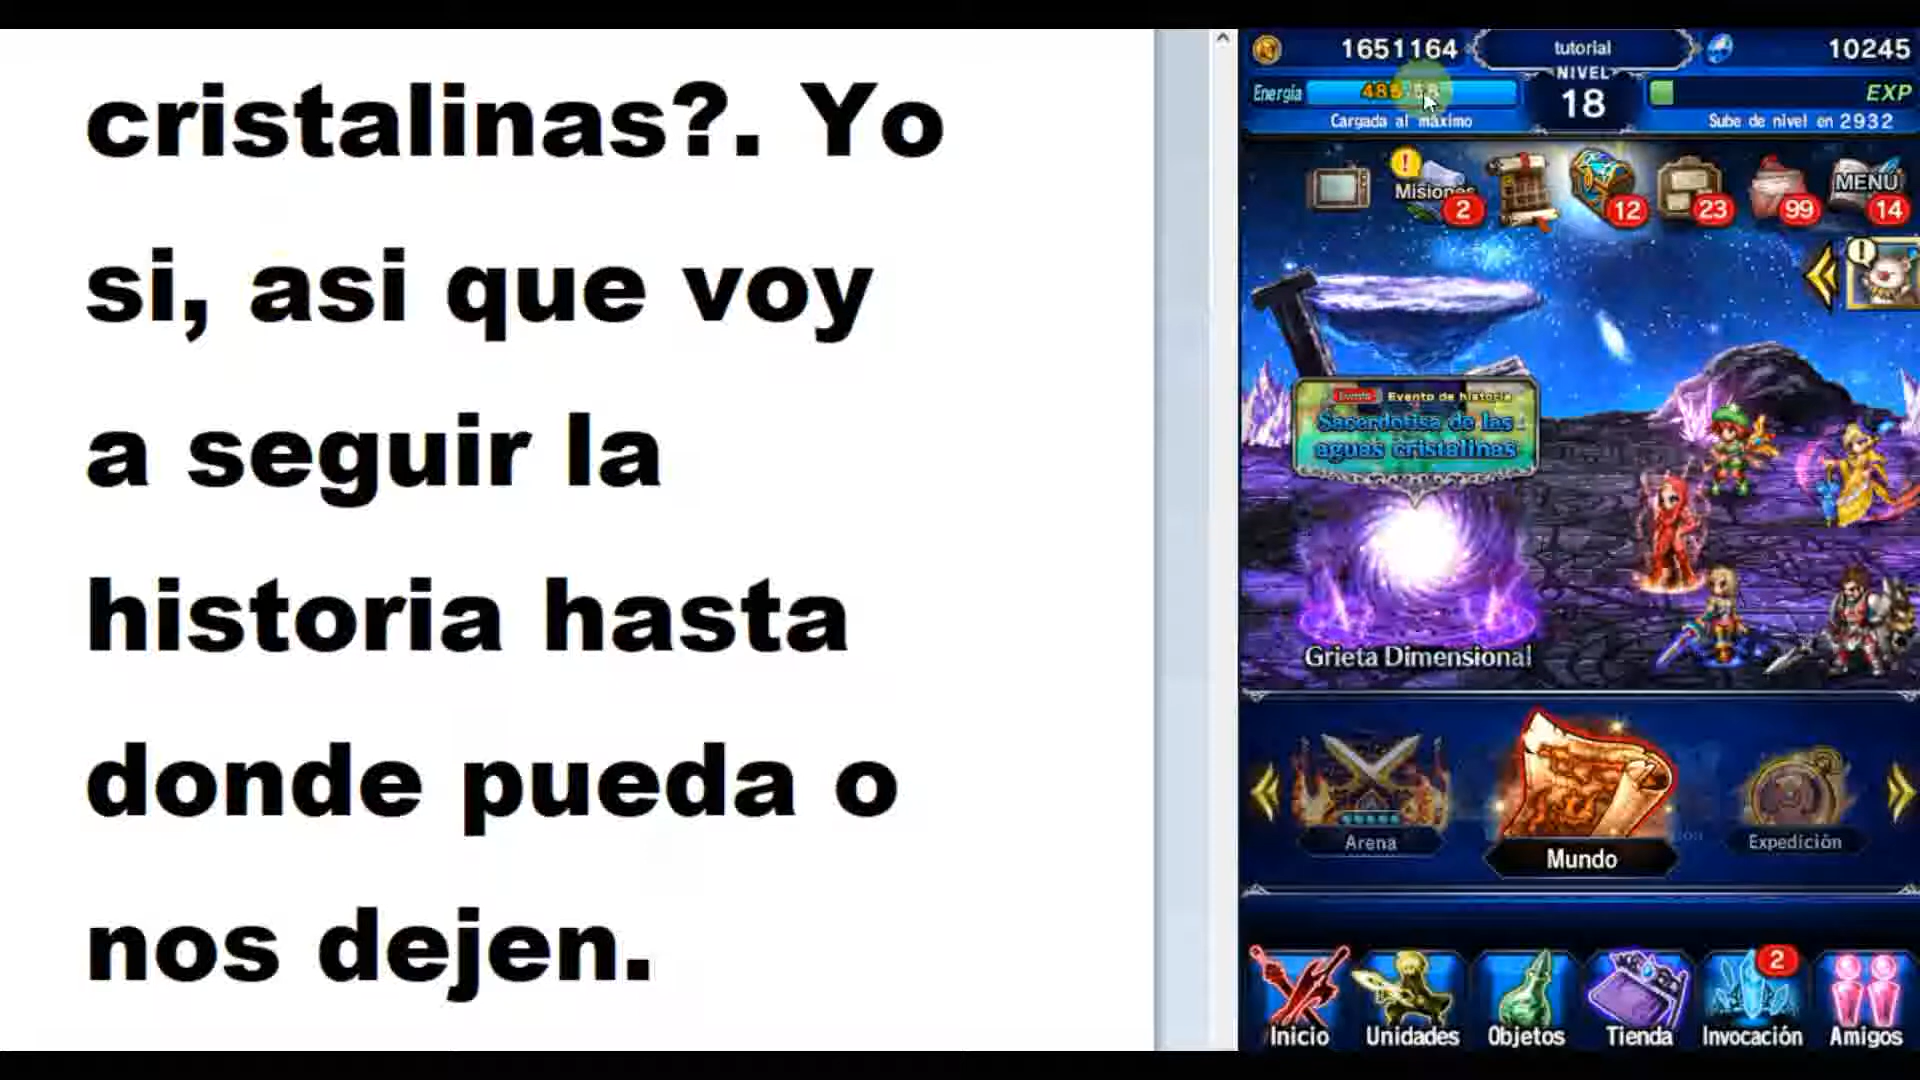 cristalinas?. Yo
si, asi que voy
a seguir la
historia hasta
donde pueda o
nos dejen.
1651164
tutorial
10245
NIVEL
18
Energía
EXP
Cargada al máximo
Sube de nivel en 2932
Misiones
2
12
23
99
MENÚ
14
Evento de historia
Sacerdotisa de las
aguas cristalinas
Grieta Dimensional
Arena
Mundo
Expedición
2
Inicio
Unidades
Objetos
Tienda
Invocación
Amigos